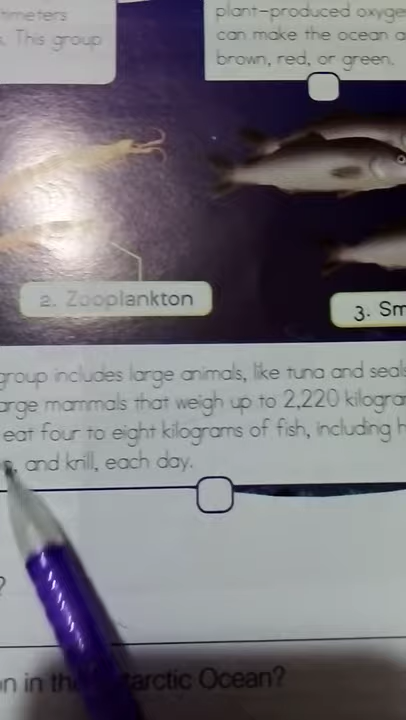 timeters
. This group
plant-produced oxyge
can make the ocean a
brown, red, or green.
2. Zooplankton
3. Sm
group includes large animals, like tuna and seals
arge mammals that weigh up to 2,220 kilogra
eat four to eight kilograms of fish, including h
, and krill, each day.
?
n in the arctic Ocean?